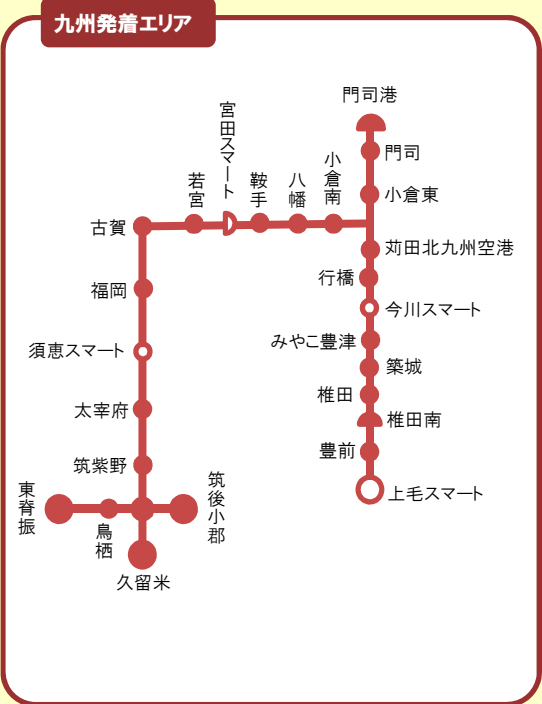 九州発着エリア
門司港
門司
小倉東
宮田スマート
若宮
鞍手
八幡
小倉南
古賀
福岡
須恵スマート
太宰府
筑紫野
東脊振
鳥栖
筑後小郡
久留米
苅田北九州空港
行橋
今川スマート
みやこ豊津
築城
椎田
椎田南
豊前
上毛スマート